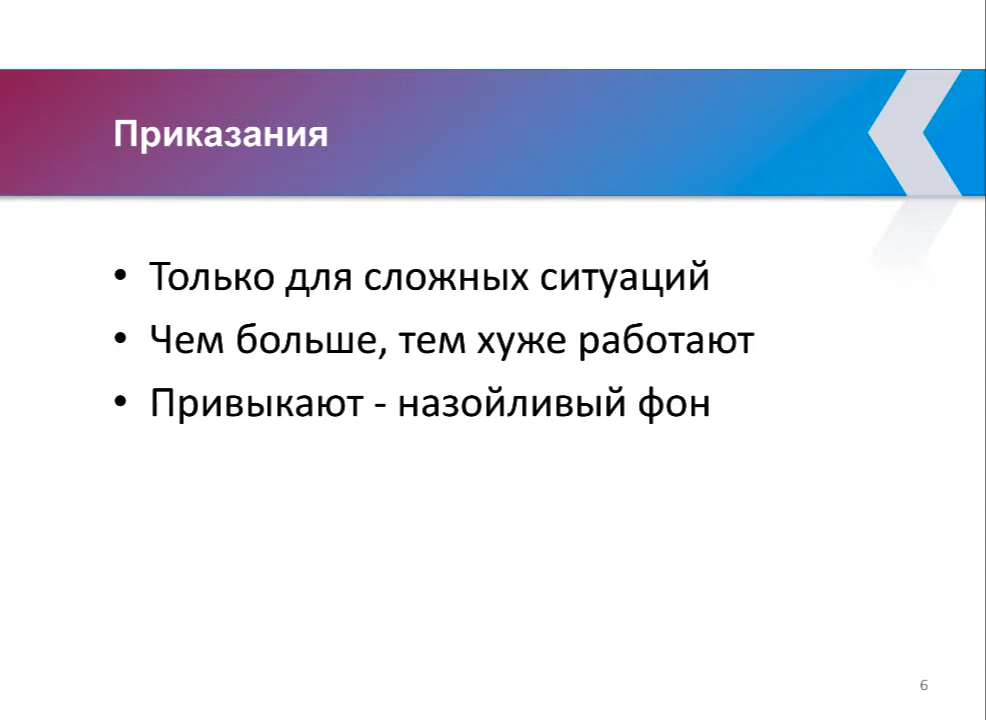 Приказания
• Только для сложных ситуаций
• Чем больше, тем хуже работают
• Привыкают - назойливый фон
6